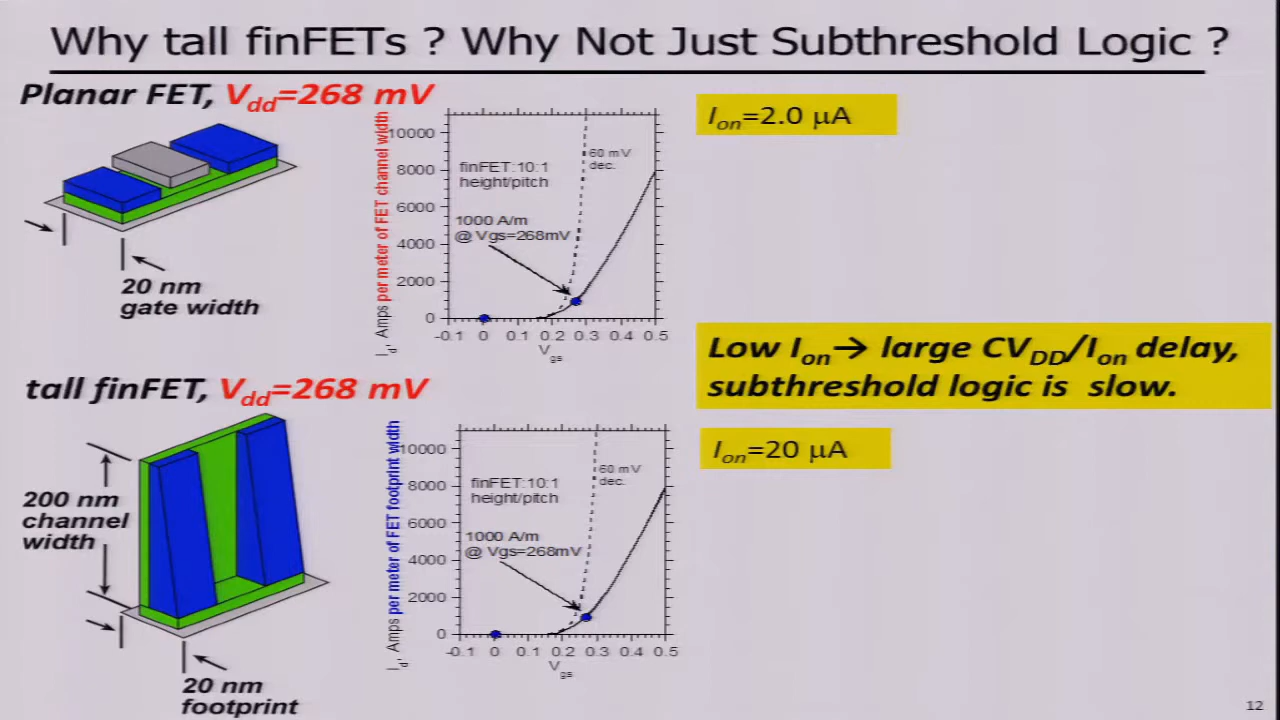 Why tall finFETs ? Why Not Just Subthreshold Logic ?
Planar FET, Vdd=268 mV
20 nm
gate width
Id, Amps per meter of FET channel width
10000
8000
6000
4000
2000
0
-0.1 0 0.1 0.2 0.3 0.4 0.5
Vgs
finFET:10:1
height/pitch
60 mV
dec.
1000 A/m
@ Vgs=268mV
Ion=2.0 μA
Low Ion→ large CVDD/Ion delay,
subthreshold logic is slow.
tall finFET, Vdd=268 mV
200 nm
channel
width
20 nm
footprint
Id, Amps per meter of FET footprint width
10000
8000
6000
4000
2000
0
-0.1 0 0.1 0.2 0.3 0.4 0.5
Vgs
finFET:10:1
height/pitch
60 mV
dec.
1000 A/m
@ Vgs=268mV
Ion=20 μA
12